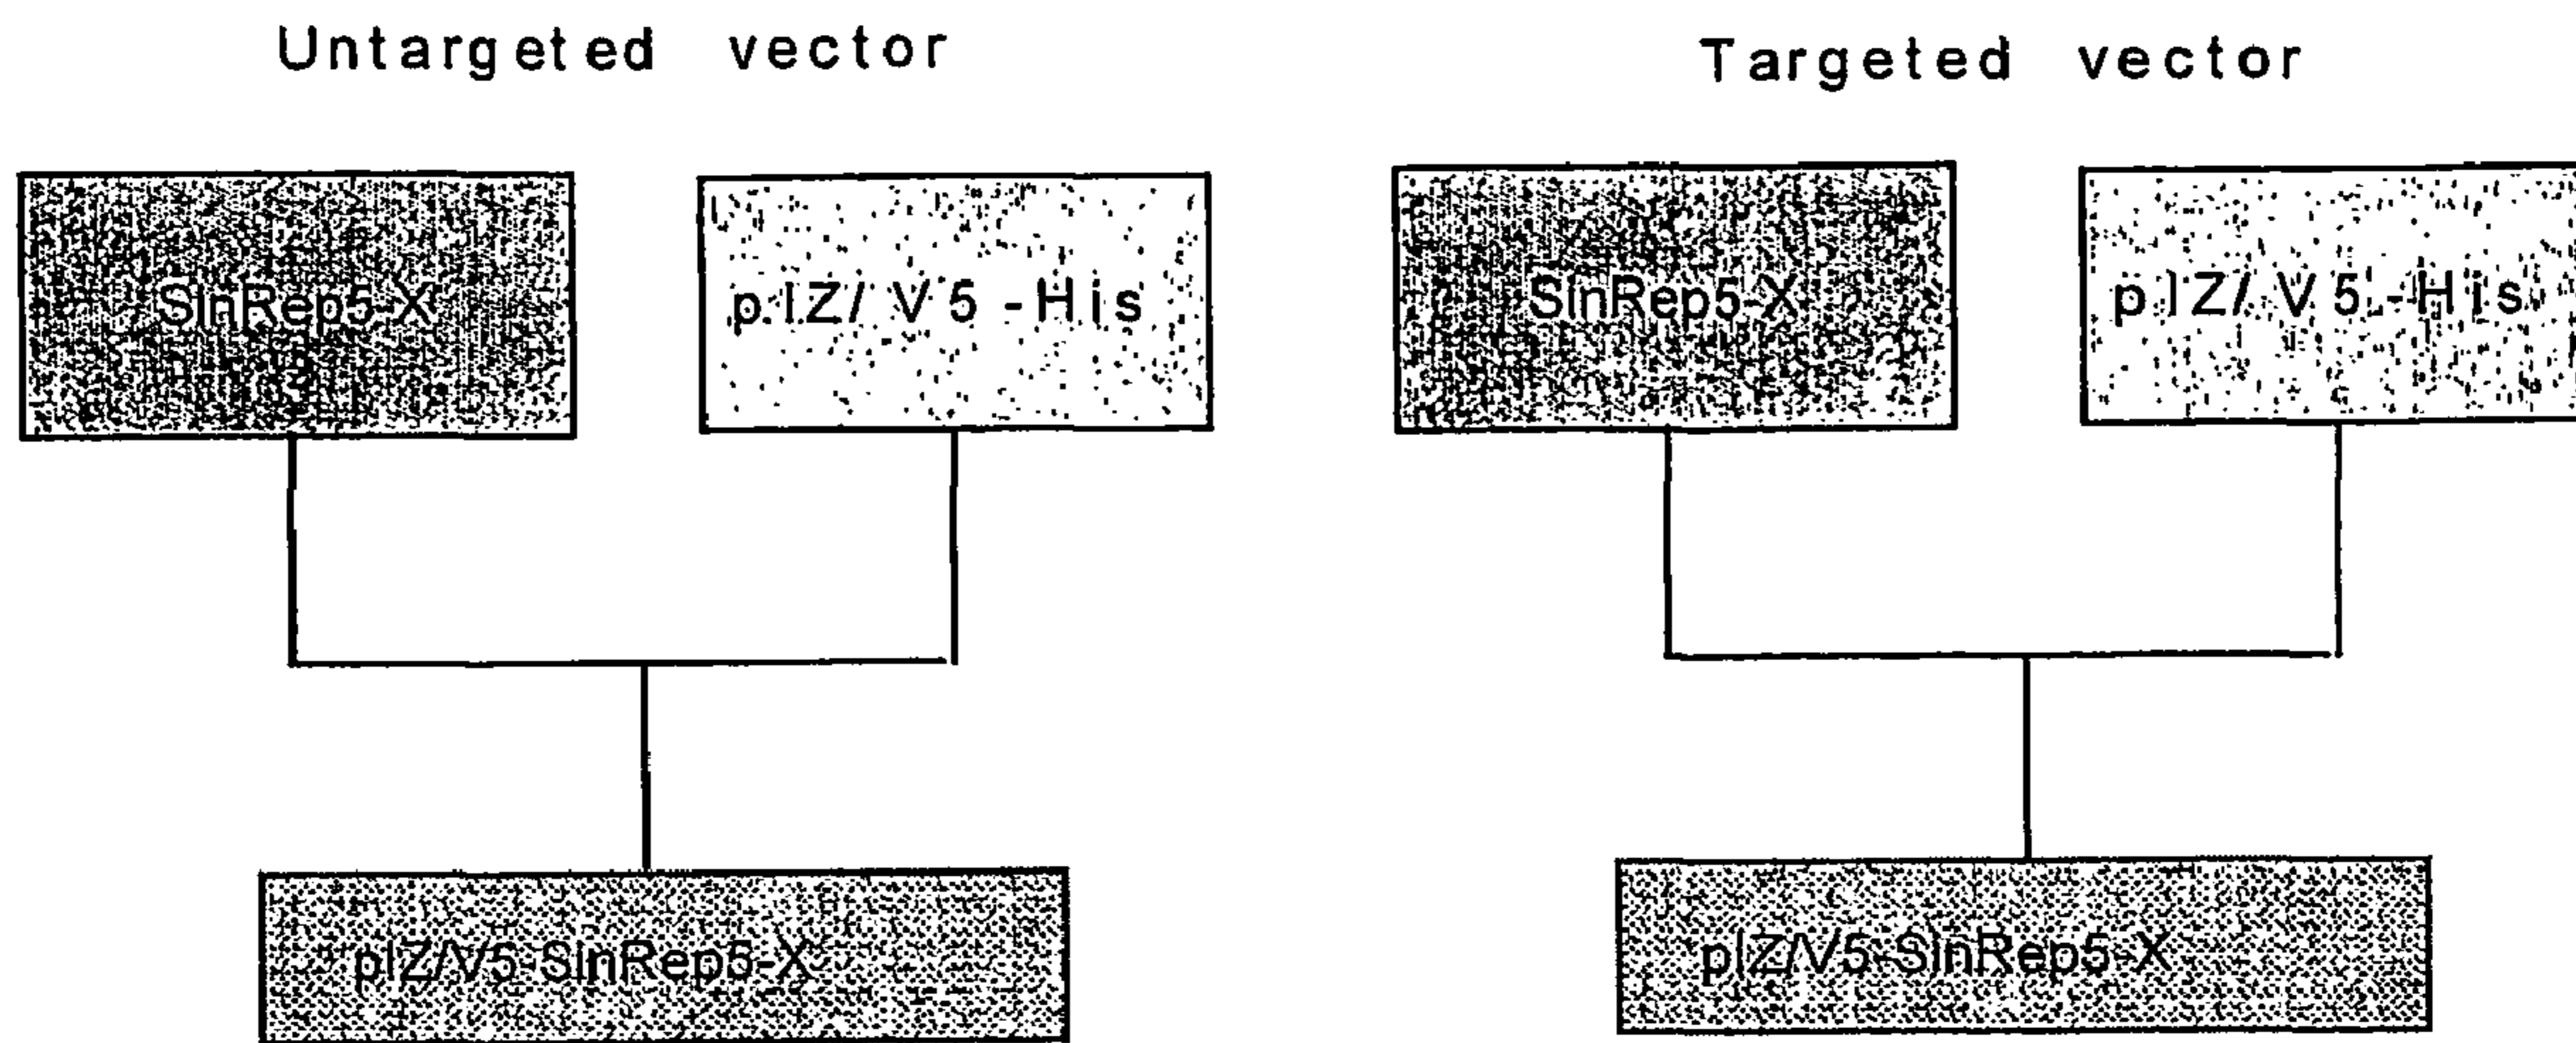 Untargeted vector
Targeted vector
SinRep5-X
pIZ/V5-His
SinRep5-X
pIZ/V5-His
pIZ/V5-SinRep5-X
pIZ/V5-SinRep5-X